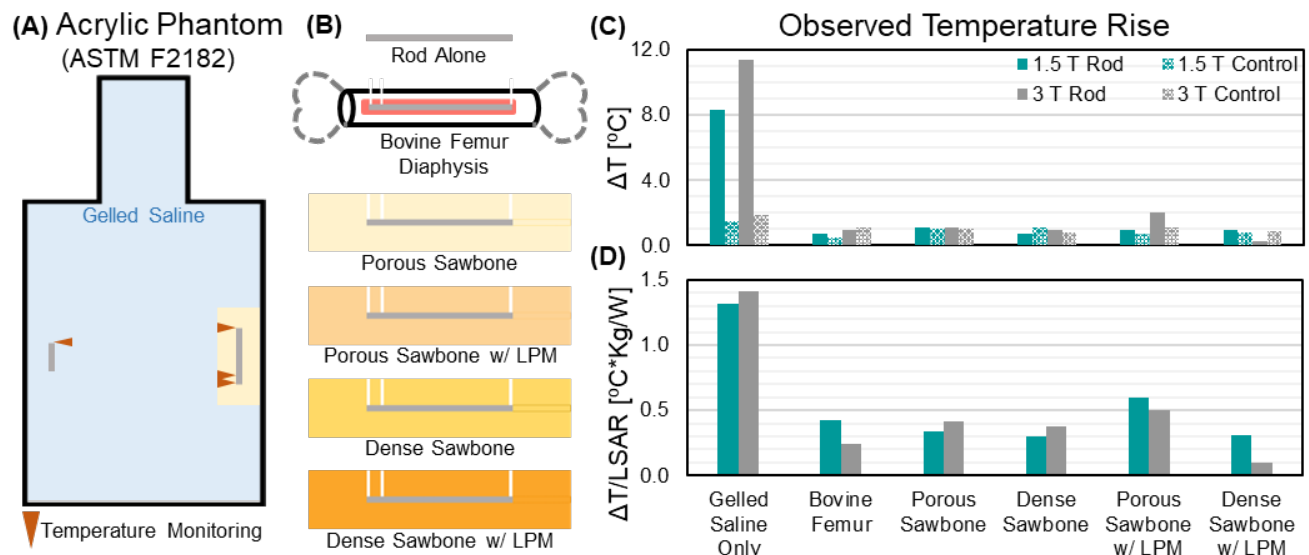 (A) Acrylic Phantom
(ASTM F2182)
Gelled Saline
Temperature Monitoring
(B)
Rod Alone
Bovine Femur
Diaphysis
Porous Sawbone
Porous Sawbone w/ LPM
Dense Sawbone
Dense Sawbone w/ LPM
(C) Observed Temperature Rise
ΔT [ºC]
12.0
8.0
4.0
0.0
1.5 T Rod
1.5 T Control
3 T Rod
3 T Control
(D)
ΔT/LSAR [ºC*Kg/W]
1.5
1.0
0.5
0.0
Gelled
Saline
Only
Bovine
Femur
Porous
Sawbone
Dense
Sawbone
Porous
Sawbone
w/ LPM
Dense
Sawbone
w/ LPM